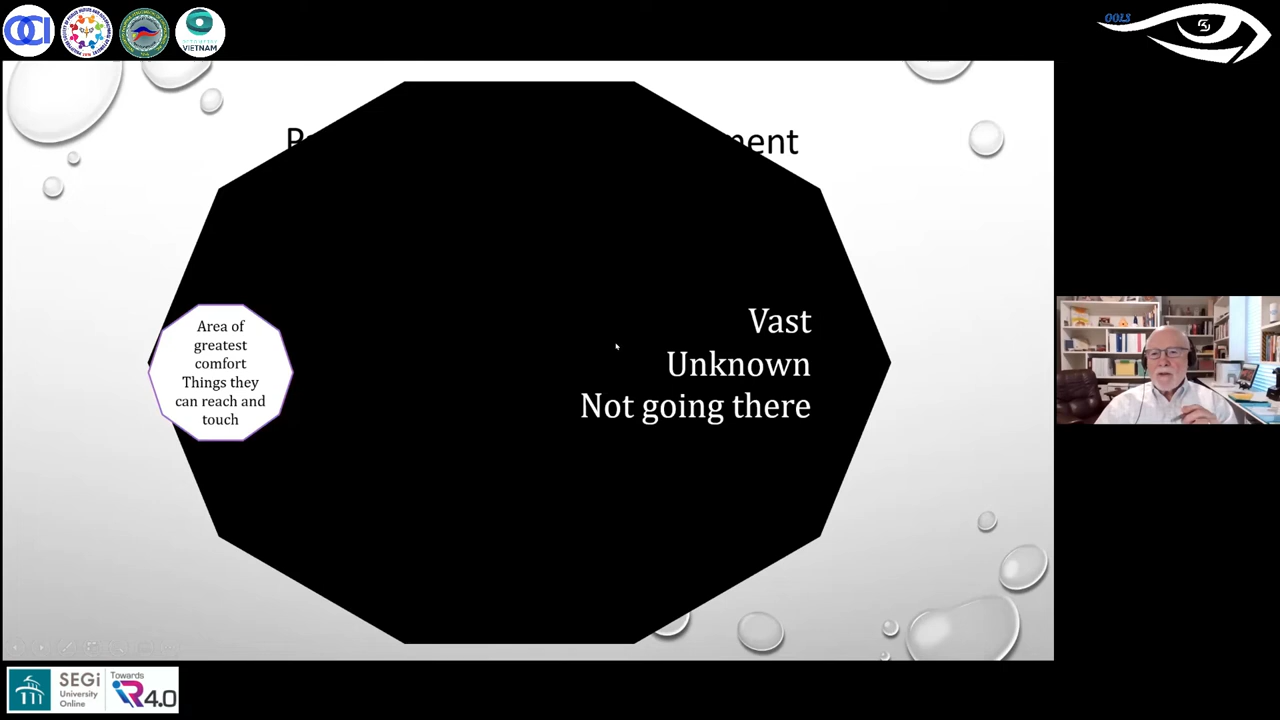 OCI
VIETNAM
OOLS
Area of
greatest
comfort
Things they
can reach and
touch
Vast
Unknown
Not going there
SEGi
University
Online
Towards
R4.0